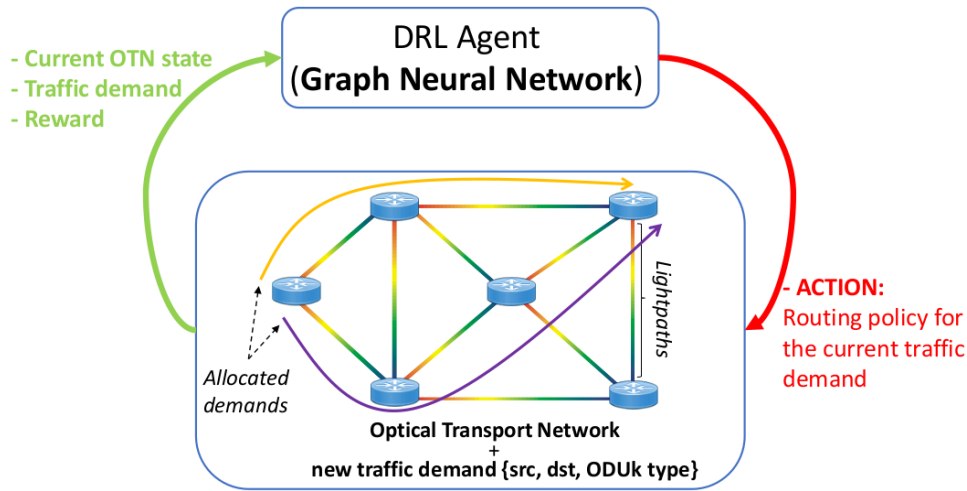 DRL Agent
(Graph Neural Network)
- Current OTN state
- Traffic demand
- Reward
- ACTION:
Routing policy for
the current traffic
demand
Lightpaths
Allocated
demands
Optical Transport Network
+
new traffic demand {src, dst, ODUk type}